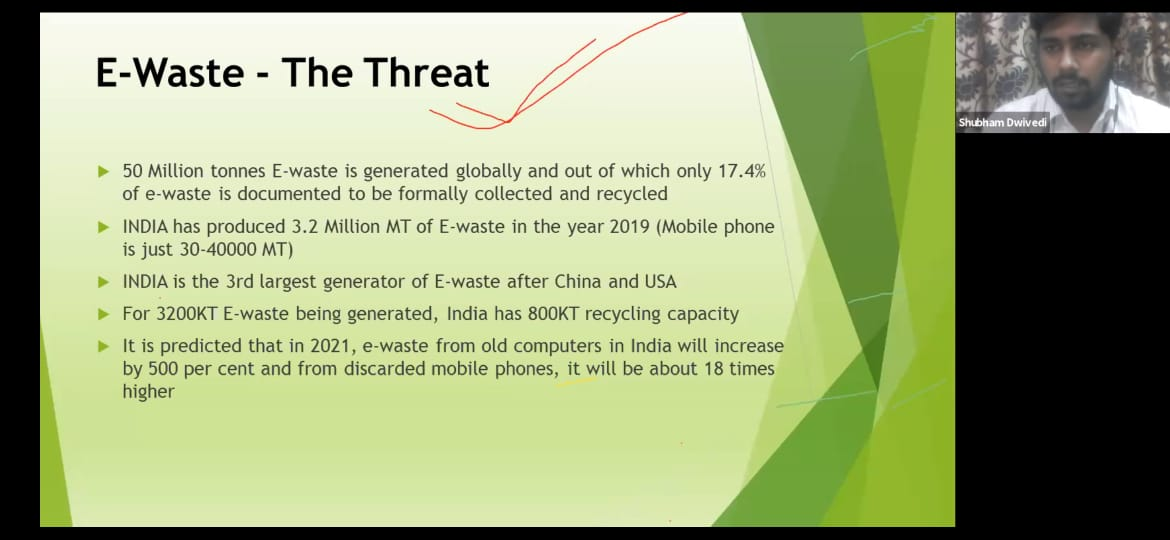 E-Waste - The Threat
50 Million tonnes E-waste is generated globally and out of which only 17.4%
of e-waste is documented to be formally collected and recycled
INDIA has produced 3.2 Million MT of E-waste in the year 2019 (Mobile phone
is just 30-40000 MT)
INDIA is the 3rd largest generator of E-waste after China and USA
For 3200KT E-waste being generated, India has 800KT recycling capacity
It is predicted that in 2021, e-waste from old computers in India will increase
by 500 per cent and from discarded mobile phones, it will be about 18 times
higher
Shubham Dwivedi